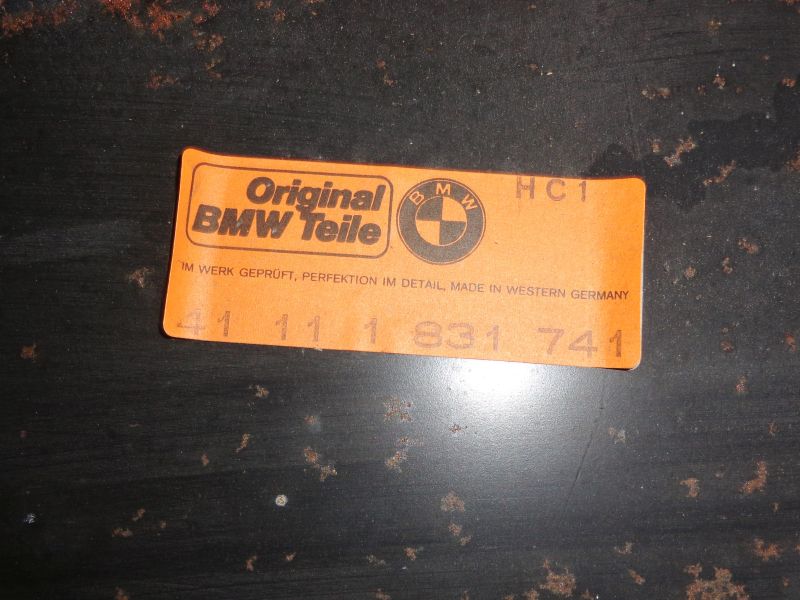 Original
BMW Teile
BMW
HC1
IM WERK GEPRÜFT, PERFEKTION IM DETAIL, MADE IN WESTERN GERMANY
41 11 1 831 741